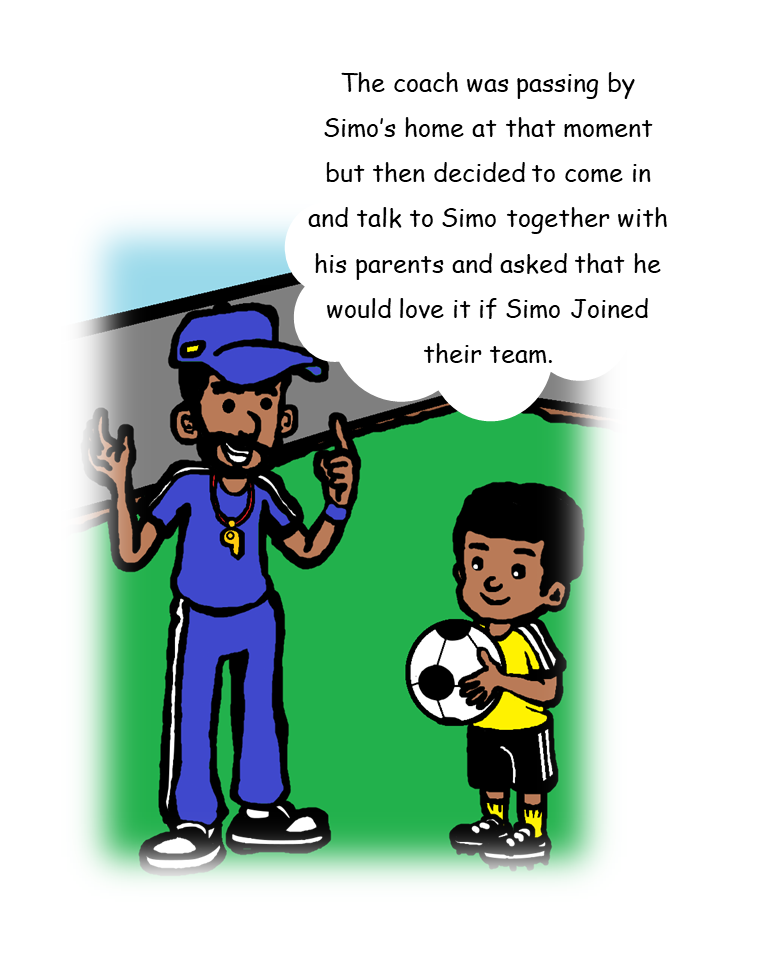 The coach was passing by
Simo's home at that moment
but then decided to come in
and talk to Simo together with
his parents and asked that he
would love it if Simo Joined
their team.